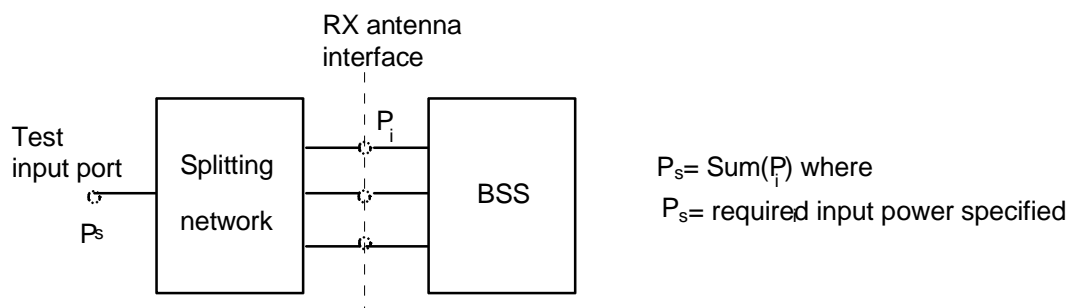 RX antenna
interface
Test
input port
Ps
Splitting
network
Pi
BSS
Ps= Sum(Pi) where
Ps= required input power specified